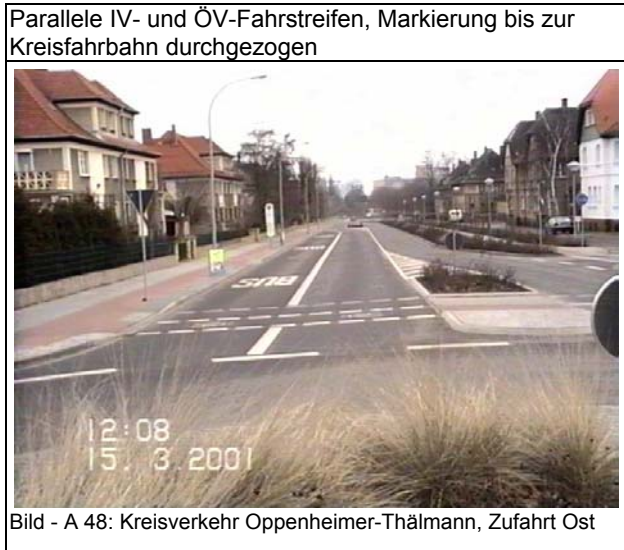 Parallele IV- und ÖV-Fahrstreifen, Markierung bis zur
Kreisfahrbahn durchgezogen
BUS
12:08
15. 3.2001
Bild - A 48: Kreisverkehr Oppenheimer-Thälmann, Zufahrt Ost